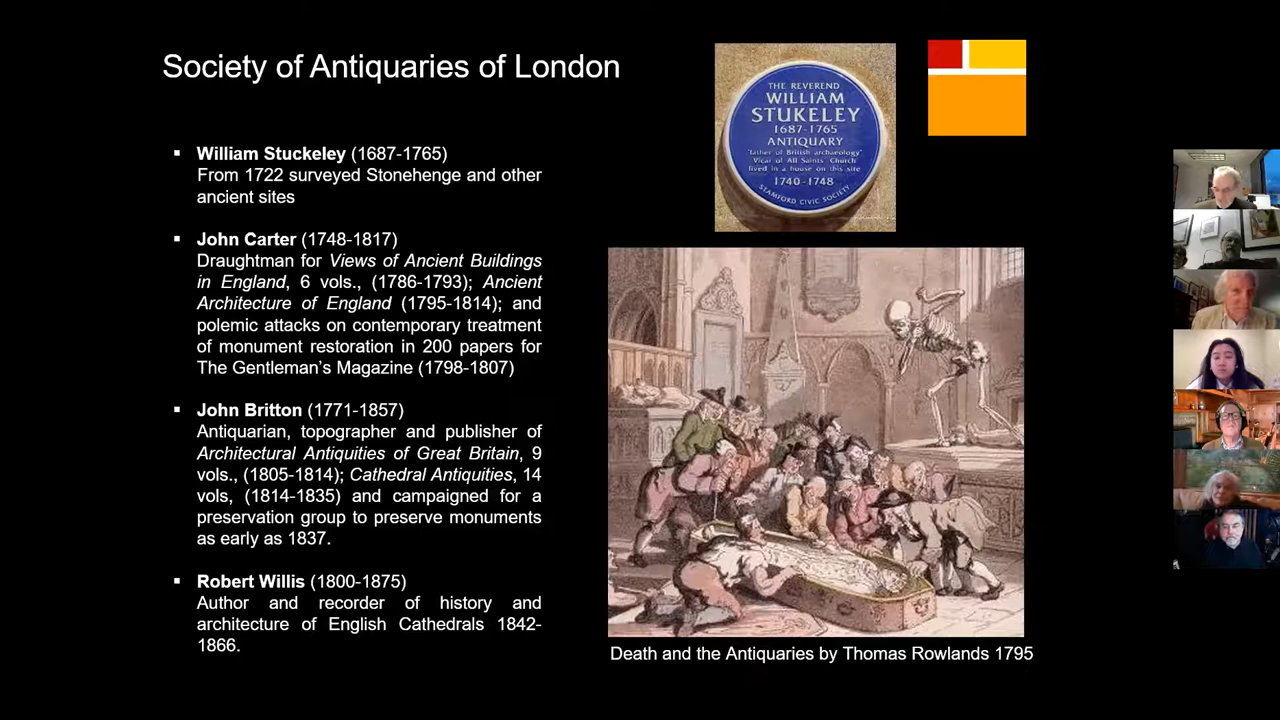 Society of Antiquaries of London
▪ William Stuckeley (1687-1765)
From 1722 surveyed Stonehenge and other
ancient sites
▪ John Carter (1748-1817)
Draughtman for Views of Ancient Buildings
in England, 6 vols., (1786-1793); Ancient
Architecture of England (1795-1814); and
polemic attacks on contemporary treatment
of monument restoration in 200 papers for
The Gentleman's Magazine (1798-1807)
▪ John Britton (1771-1857)
Antiquarian, topographer and publisher of
Architectural Antiquities of Great Britain, 9
vols., (1805-1814); Cathedral Antiquities, 14
vols, (1814-1835) and campaigned for a
preservation group to preserve monuments
as early as 1837.
▪ Robert Willis (1800-1875)
Author and recorder of history and
architecture of English Cathedrals 1842-
1866.
THE REVEREND
WILLIAM
STUKELEY
1687-1765
ANTIQUARY
"father of British archaeology"
Vicar of All Saints' Church
lived in a house on this site
1740-1748
STAMFORD CIVIC SOCIETY
Death and the Antiquaries by Thomas Rowlands 1795